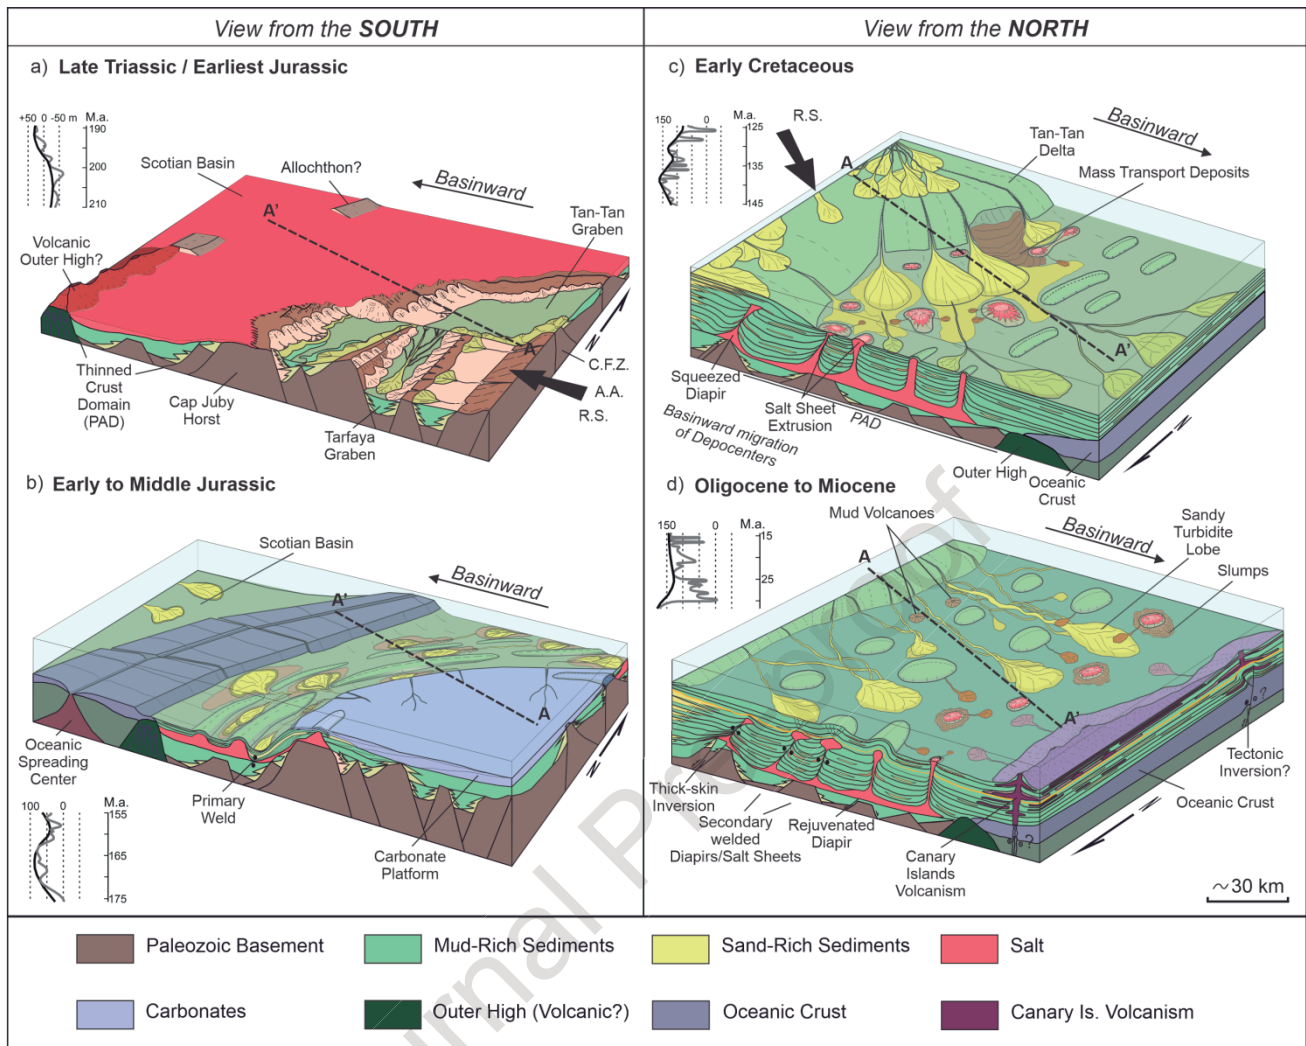 View from the SOUTH
View from the NORTH
a) Late Triassic / Earliest Jurassic
+50 0 -50 m M.a.
190
200
210
Scotian Basin
Allochthon?
Basinward
A'
Tan-Tan
Graben
Volcanic
Outer High?
N
A
C.F.Z.
A.A.
R.S.
Thinned
Crust
Domain
(PAD)
Cap Juby
Horst
Tarfaya
Graben
b) Early to Middle Jurassic
Scotian Basin
Basinward
A'
A
N
Oceanic
Spreading
Center
Primary
Weld
Carbonate
Platform
100 0 M.a.
155
165
175
c) Early Cretaceous
150 0 M.a.
125
135
145
R.S.
Basinward
Tan-Tan
Delta
Mass Transport Deposits
A
A'
Squeezed
Diapir
Salt Sheet
Extrusion
PAD
Basinward migration
of Depocenters
Outer High
Oceanic
Crust
N
d) Oligocene to Miocene
150 0 M.a.
15
25
Mud Volcanoes
Basinward
Sandy
Turbidite
Lobe
Slumps
A
A'
?
Tectonic
Inversion?
Oceanic Crust
?
N
Thick-skin
Inversion
Secondary
welded
Diapirs/Salt Sheets
Rejuvenated
Diapir
Canary
Islands
Volcanism
~30 km
Paleozoic Basement
Mud-Rich Sediments
Sand-Rich Sediments
Salt
Carbonates
Outer High (Volcanic?)
Oceanic Crust
Canary Is. Volcanism
urnal Pre-proof